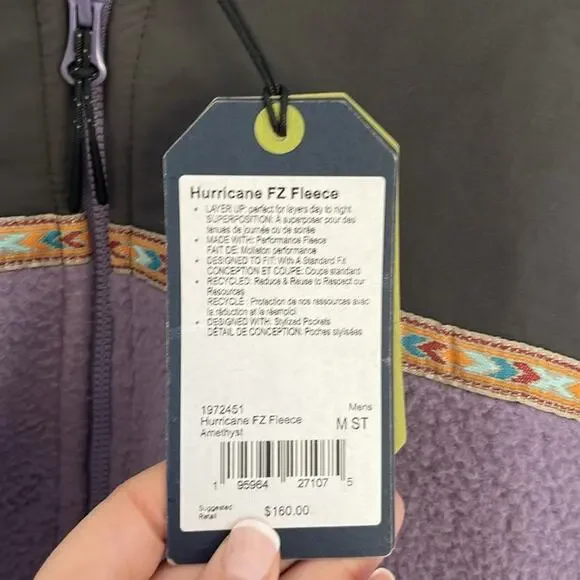 Hurricane FZ Fleece
• LAYER UP: perfect for layers day to night
SUPERPOSITION: À superposer pour des
tenues de journée ou de soirée
• MADE WITH: Performance Fleece
FAIT DE: Molleton performance
• DESIGNED TO FIT: With A Standard Fit
CONCEPTION ET COUPE: Coupe standard
• RECYCLED: Reduce & Reuse to Respect our
Resources
RECYCLÉ : Protection de nos ressources avec
la réduction et le réemploi
• DESIGNED WITH: Stylized Pockets
DÉTAIL DE CONCEPTION: Poches stylisées
1972451 Mens
Hurricane FZ Fleece M ST
Amethyst
1 95964 27107 5
Suggested
Retail $160.00